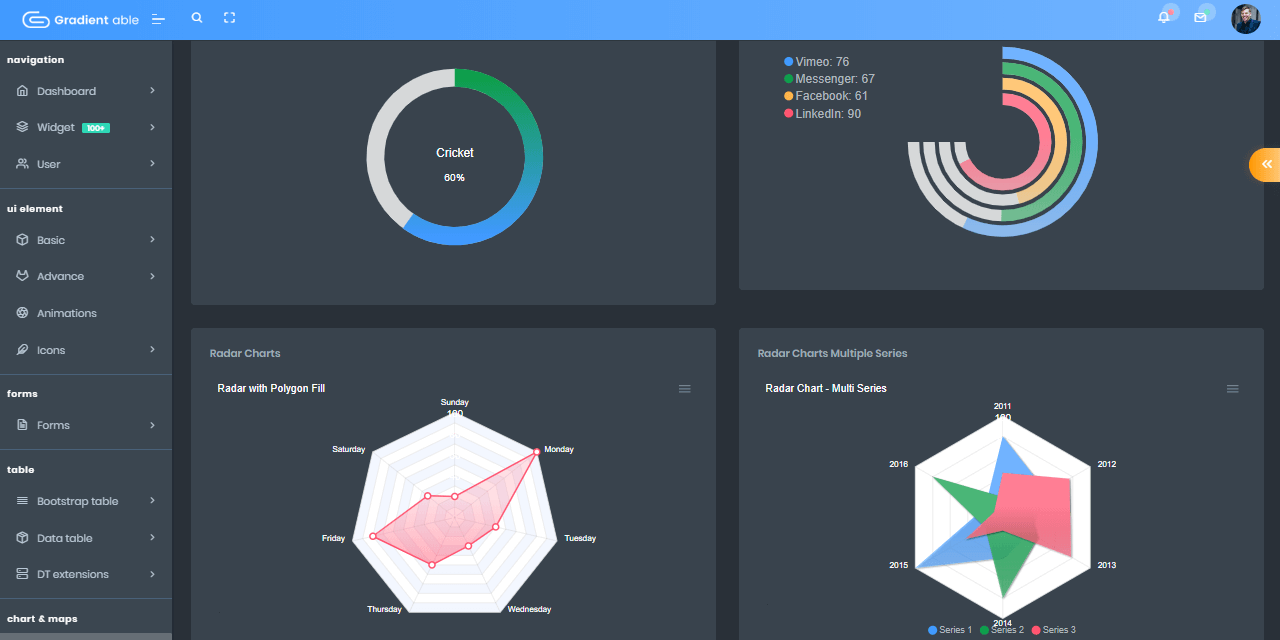 Gradient able
navigation
Dashboard
Widget 100+
User
ui element
Basic
Advance
Animations
Icons
forms
Forms
table
Bootstrap table
Data table
DT extensions
chart & maps
Cricket
60%
Vimeo: 76
Messenger: 67
Facebook: 61
LinkedIn: 90
Radar Charts
Radar with Polygon Fill
Sunday
100
Saturday
Monday
Friday
Tuesday
Thursday
Wednesday
Radar Charts Multiple Series
Radar Chart - Multi Series
2011
100
2016
2012
2015
2013
2014
Series 1
Series 2
Series 3